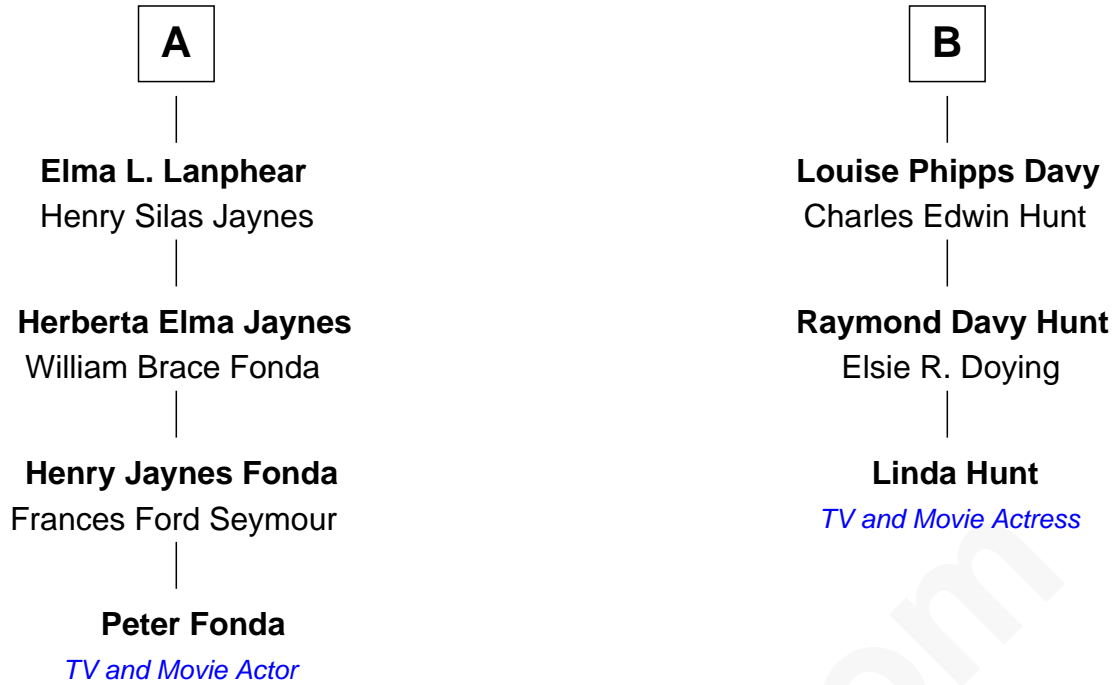 A
Elma L. Lanphear
Henry Silas Jaynes
Herberta Elma Jaynes
William Brace Fonda
Henry Jaynes Fonda
Frances Ford Seymour
Peter Fonda
TV and Movie Actor
B
Louise Phipps Davy
Charles Edwin Hunt
Raymond Davy Hunt
Elsie R. Doying
Linda Hunt
TV and Movie Actress
om